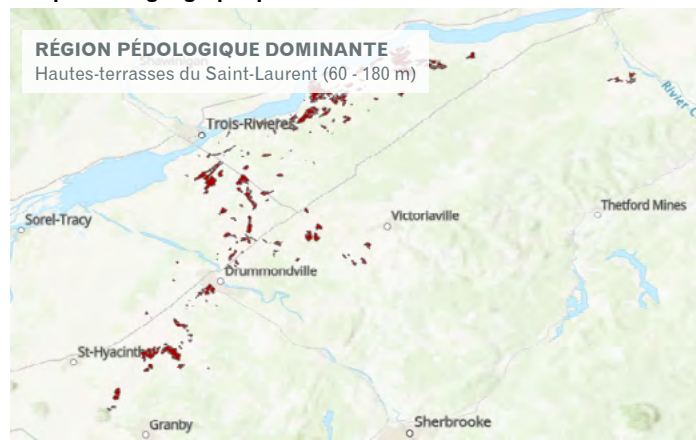 RÉGION PÉDOLOGIQUE DOMINANTE
Shawinigan
Hautes-terrasses du Saint-Laurent (60 - 180 m)
Trois-Rivières
Sorel-Tracy
Victoriaville
Thetford Mines
Drummondville
St-Hyacinthe
Granby
Sherbrooke